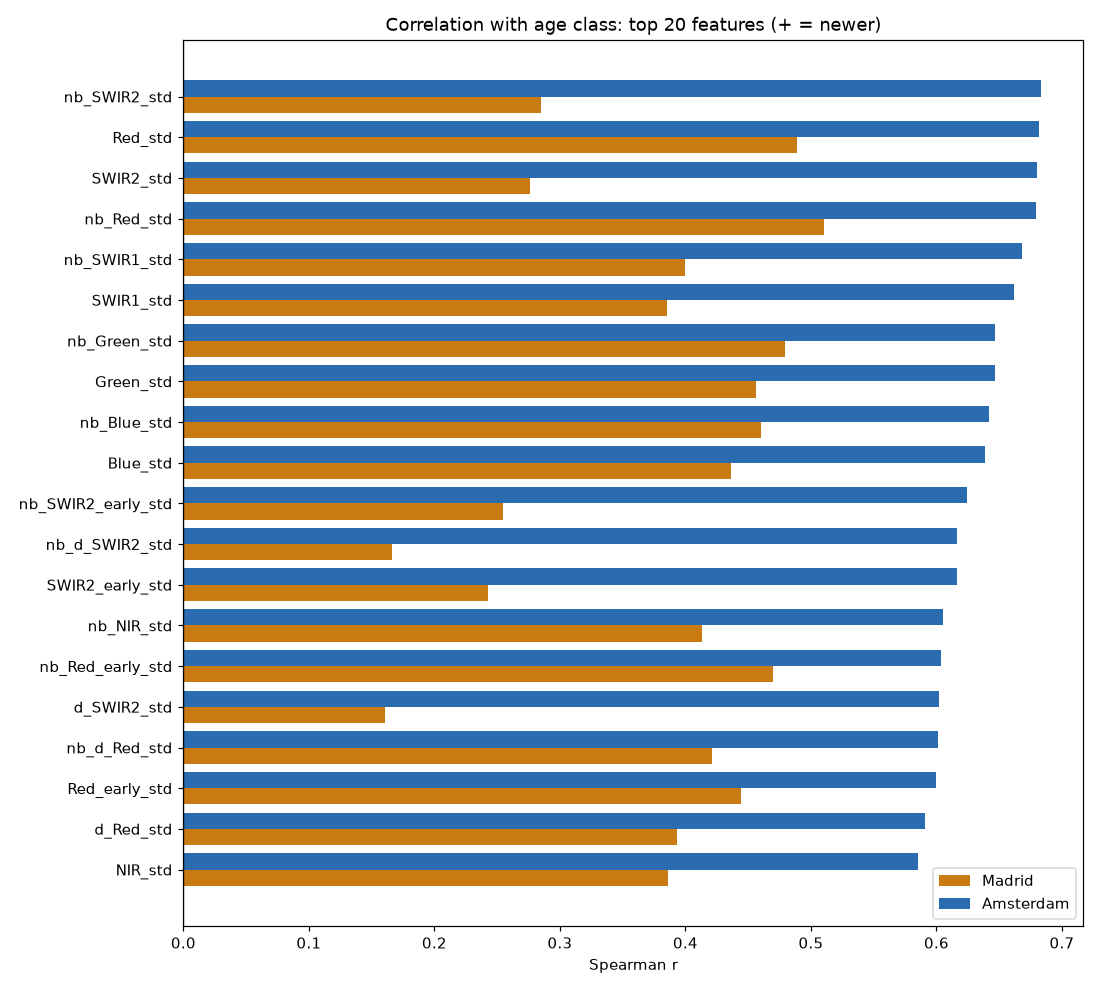 Correlation with age class: top 20 features (+ = newer)
nb_SWIR2_std
Red_std
SWIR2_std
nb_Red_std
nb_SWIR1_std
SWIR1_std
nb_Green_std
Green_std
nb_Blue_std
Blue_std
nb_SWIR2_early_std
nb_d_SWIR2_std
SWIR2_early_std
nb_NIR_std
nb_Red_early_std
d_SWIR2_std
nb_d_Red_std
Red_early_std
d_Red_std
NIR_std
Madrid
Amsterdam
0.0 0.1 0.2 0.3 0.4 0.5 0.6 0.7
Spearman r